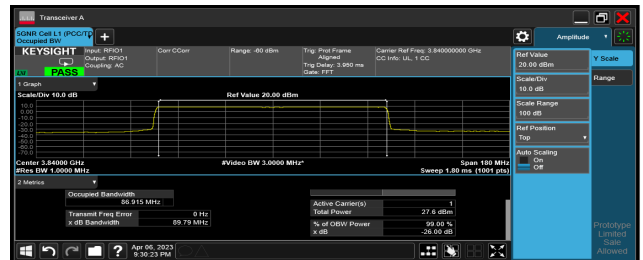 Transceiver A
5GNR Cell L1 (PCC/TD
Occupied BW
KEYSIGHT
LVI PASS
Input: RFIO1
Output: RFIO1
Coupling: AC
Corr CCorr
Range: -60 dBm
Trig: Prot Frame
Aligned
Trig Delay: 3.950 ms
Gate: FFT
Carrier Ref Freq: 3.840000000 GHz
CC Info: UL, 1 CC
1 Graph
Scale/Div 10.0 dB
Ref Value 20.00 dBm
10.0
0.00
-10.0
-20.0
-30.0
-40.0
-50.0
-60.0
-70.0
Center 3.84000 GHz
#Res BW 1.0000 MHz
#Video BW 3.0000 MHz*
Span 180 MHz
Sweep 1.80 ms (1001 pts)
2 Metrics
Occupied Bandwidth
86.915 MHz
Transmit Freq Error 0 Hz
x dB Bandwidth 89.79 MHz
Active Carrier(s) 1
Total Power 27.6 dBm
% of OBW Power 99.00 %
x dB -26.00 dB
Apr 06, 2023
9:30:23 PM
Amplitude
Ref Value
20.00 dBm
Scale/Div
10.0 dB
Scale Range
100 dB
Ref Position
Top
Auto Scaling
On
Off
Y Scale
Range
Prototype
Limited
Sale
Allowed